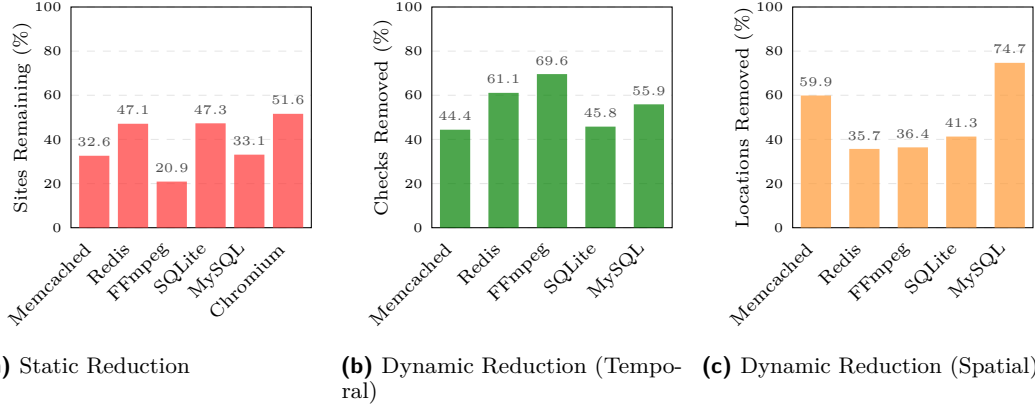 Sites Remaining (%)
100
80
60
40
20
0
32.6
47.1
20.9
47.3
33.1
51.6
Memcached
Redis
FFmpeg
SQLite
MySQL
Chromium
) Static Reduction
Checks Removed (%)
100
80
60
40
20
0
44.4
61.1
69.6
45.8
55.9
Memcached
Redis
FFmpeg
SQLite
MySQL
(b) Dynamic Reduction (Tempo-
ral)
Locations Removed (%)
100
80
60
40
20
0
59.9
35.7
36.4
41.3
74.7
Memcached
Redis
FFmpeg
SQLite
MySQL
(c) Dynamic Reduction (Spatial)